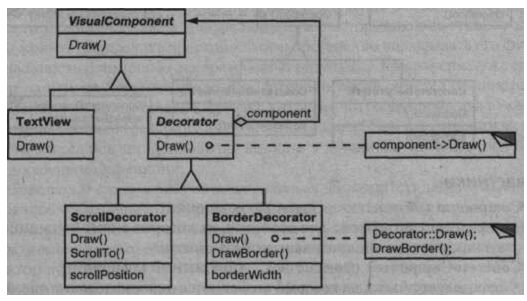 VisualComponent
Draw()
component
TextView
Draw()
Decorator
Draw()
component->Draw()
ScrollDecorator
Draw()
ScrollTo()
scrollPosition
BorderDecorator
Draw()
DrawBorder()
borderWidth
Decorator::Draw();
DrawBorder();